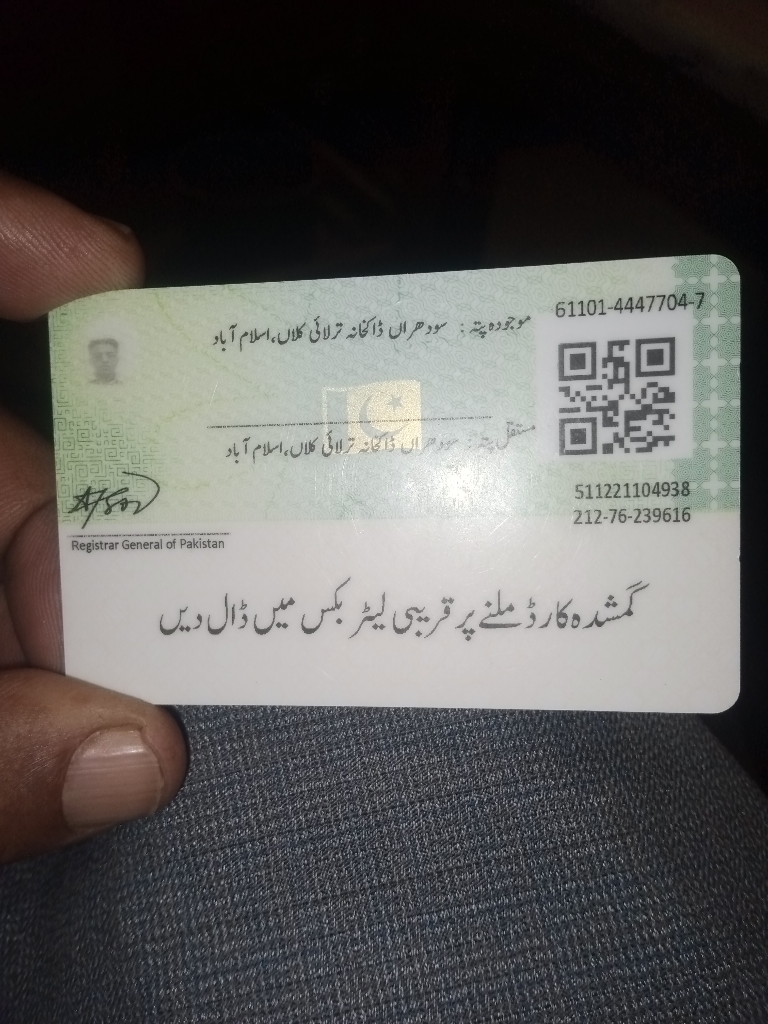 61101-4447704-7
موجودہ پتہ: سودھراں ڈاکخانہ ترلائی کلاں،اسلام آباد
مستقل پتہ: سودھراں ڈاکخانہ ترلائی کلاں،اسلام آباد
511221104938
212-76-239616
Registrar General of Pakistan
گمشدہ کارڈ ملنے پر قریبی لیٹر بکس میں ڈال دیں